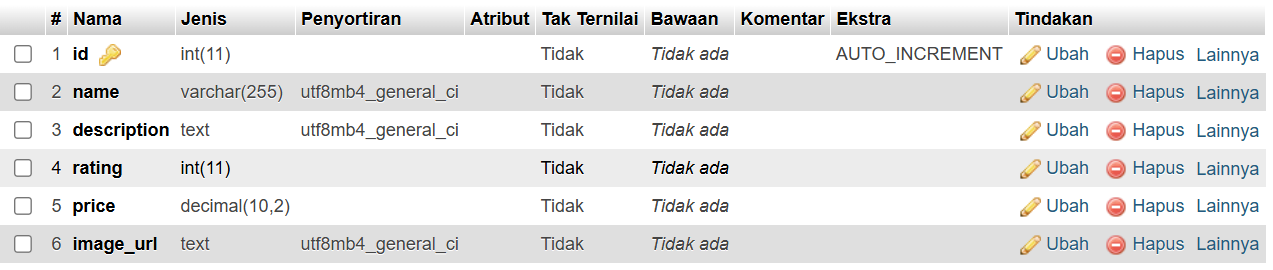 # Nama Jenis Penyortiran Atribut Tak Ternilai Bawaan Komentar Ekstra Tindakan
1 id int(11) Tidak Tidak ada AUTO_INCREMENT Ubah Hapus Lainnya
2 name varchar(255) utf8mb4_general_ci Tidak Tidak ada Ubah Hapus Lainnya
3 description text utf8mb4_general_ci Tidak Tidak ada Ubah Hapus Lainnya
4 rating int(11) Tidak Tidak ada Ubah Hapus Lainnya
5 price decimal(10,2) Tidak Tidak ada Ubah Hapus Lainnya
6 image_url text utf8mb4_general_ci Tidak Tidak ada Ubah Hapus Lainnya